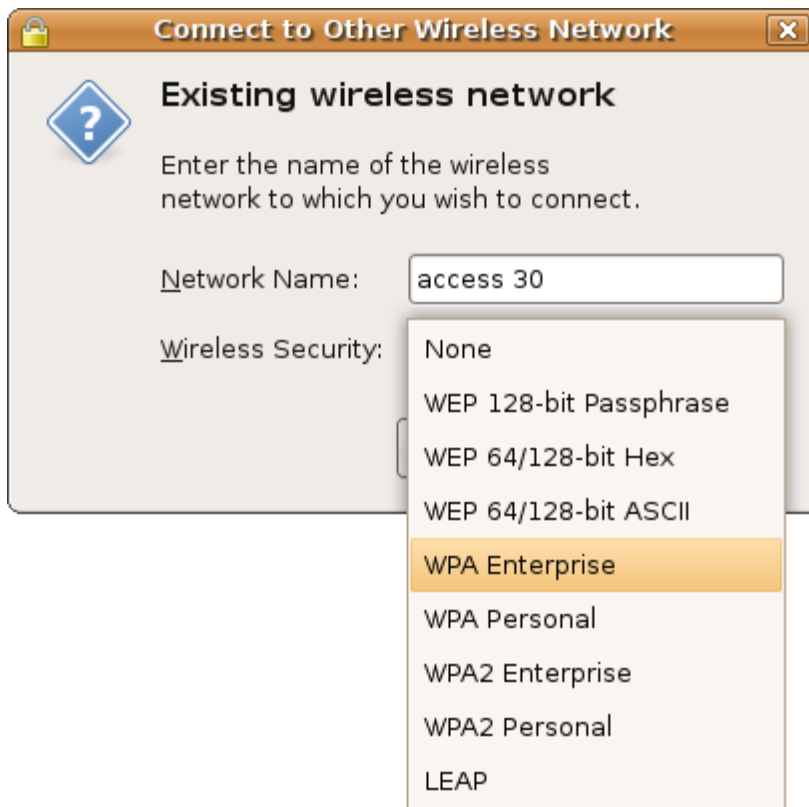 Connect to Other Wireless Network
Existing wireless network
Enter the name of the wireless
network to which you wish to connect.
Network Name: access 30
Wireless Security:
None
WEP 128-bit Passphrase
WEP 64/128-bit Hex
WEP 64/128-bit ASCII
WPA Enterprise
WPA Personal
WPA2 Enterprise
WPA2 Personal
LEAP